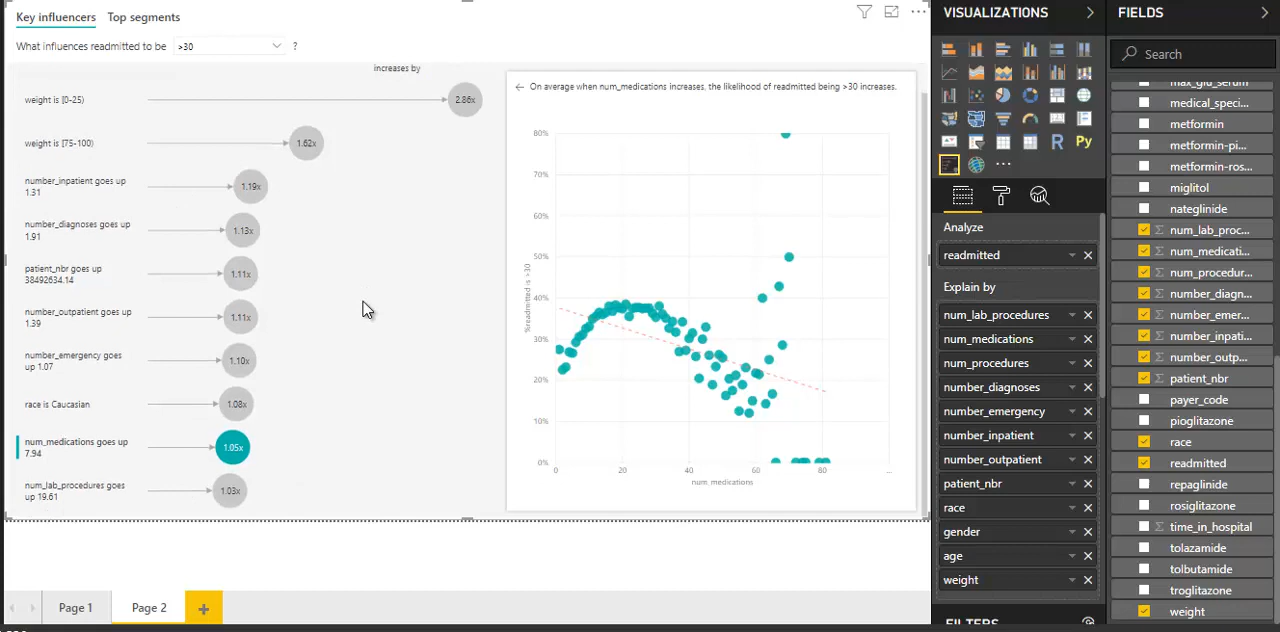 Key influencers Top segments
What influences readmitted to be >30 ?
increases by
weight is [0-25)
2.86x
weight is [75-100)
1.62x
number_inpatient goes up
1.31
1.19x
number_diagnoses goes up
1.91
1.13x
patient_nbr goes up
38492634.14
1.11x
number_outpatient goes up
1.39
1.11x
number_emergency goes
up 1.07
1.10x
race is Caucasian
1.08x
num_medications goes up
7.94
1.05x
num_lab_procedures goes
up 19.61
1.03x
← On average when num_medications increases, the likelihood of readmitted being >30 increases.
80%
70%
60%
50%
40%
30%
20%
10%
0%
%readmitted is >30
0 20 40 60 80 ...
num_medications
Page 1 Page 2 +
VISUALIZATIONS
R Py
...
Analyze
readmitted
Explain by
num_lab_procedures
num_medications
num_procedures
number_diagnoses
number_emergency
number_inpatient
number_outpatient
patient_nbr
race
gender
age
weight
FILTERS
FIELDS
Search
max_glu_serum
medical_speci...
metformin
metformin-pi...
metformin-ros...
miglitol
nateglinide
num_lab_proc...
num_medicati...
num_procedur...
number_diagn...
number_emer...
number_inpati...
number_outp...
patient_nbr
payer_code
pioglitazone
race
readmitted
repaglinide
rosiglitazone
time_in_hospital
tolazamide
tolbutamide
troglitazone
weight